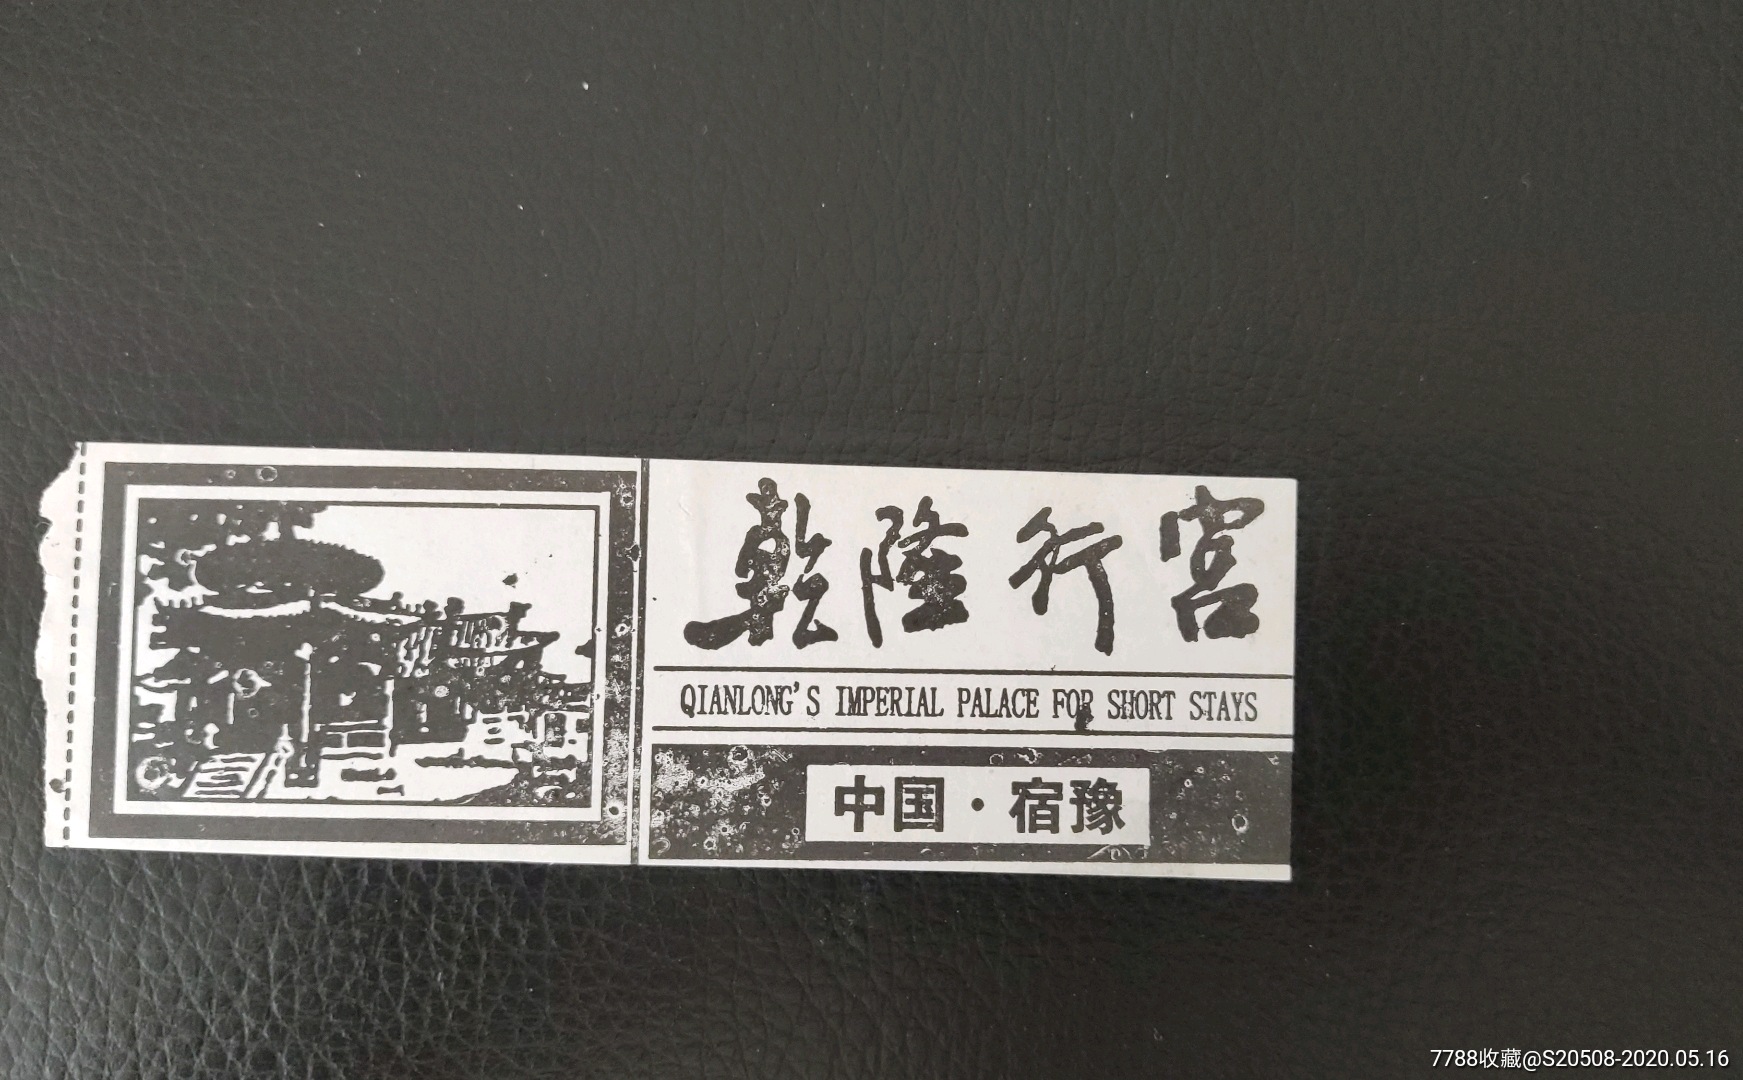 乾隆行宫
QIANLONG'S IMPERIAL PALACE FOR SHORT STAYS
中国·宿豫
7788收藏@S20508-2020.05.16